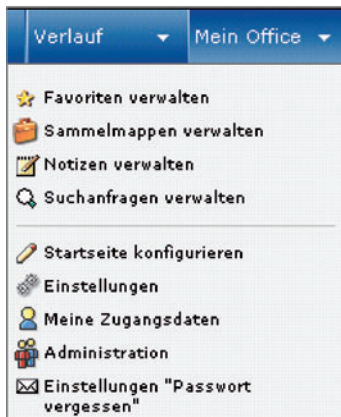 Verlauf Mein Office
Favoriten verwalten
Sammelmappen verwalten
Notizen verwalten
Suchanfragen verwalten
Startseite konfigurieren
Einstellungen
Meine Zugangsdaten
Administration
Einstellungen "Passwort
vergessen"